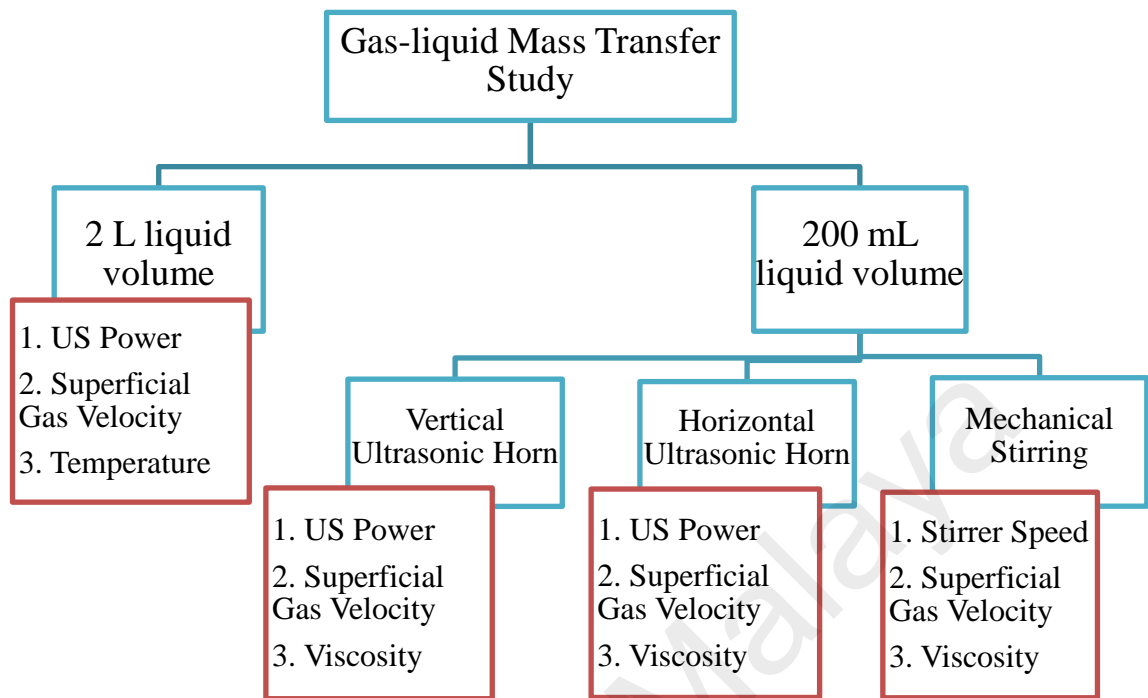 Gas-liquid Mass Transfer
Study
2 L liquid
volume
1. US Power
2. Superficial
Gas Velocity
3. Temperature
200 mL
liquid volume
Vertical
Ultrasonic Horn
1. US Power
2. Superficial
Gas Velocity
3. Viscosity
Horizontal
Ultrasonic Horn
1. US Power
2. Superficial
Gas Velocity
3. Viscosity
Mechanical
Stirring
1. Stirrer Speed
2. Superficial
Gas Velocity
3. Viscosity
Malaya